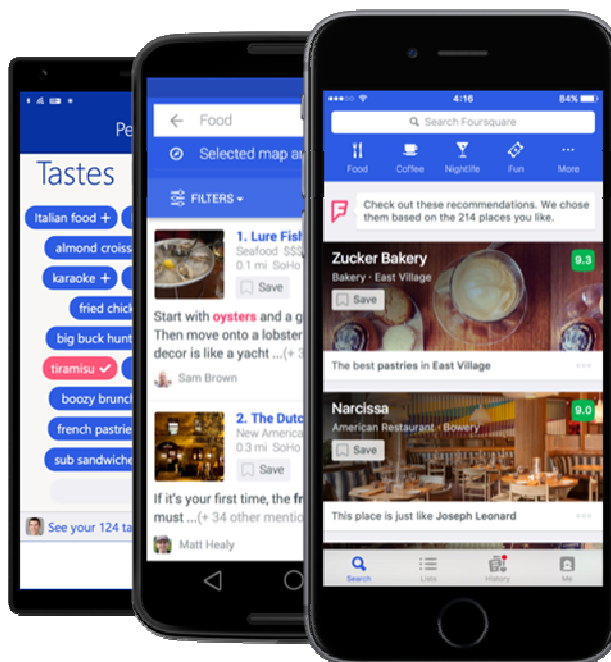 Pe
Tastes
Italian food +
almond croiss
karaoke +
fried chick
big buck hunt
tiramisu ✓
boozy brunch
french pastrie
sub sandwiche
See your 124 ta
Food
Selected map ar
FILTERS
1. Lure Fish
Seafood $$$
0.1 mi SoHo
Save
Start with oysters and a g
Then move onto a lobster
decor is like a yacht ...(+ 3
Sam Brown
2. The Dutc
New America
0.3 mi SoHo
Save
If it's your first time, the fr
must ...(+ 34 other mentio
Matt Healy
4:16
84%
Search Foursquare
Food Coffee Nightlife Fun More
Check out these recommendations. We chose
them based on the 214 places you like.
Zucker Bakery
9.3
Bakery • East Village
Save
The best pastries in East Village
Narcissa
9.0
American Restaurant • Bowery
Save
This place is just like Joseph Leonard
Search Lists History Me